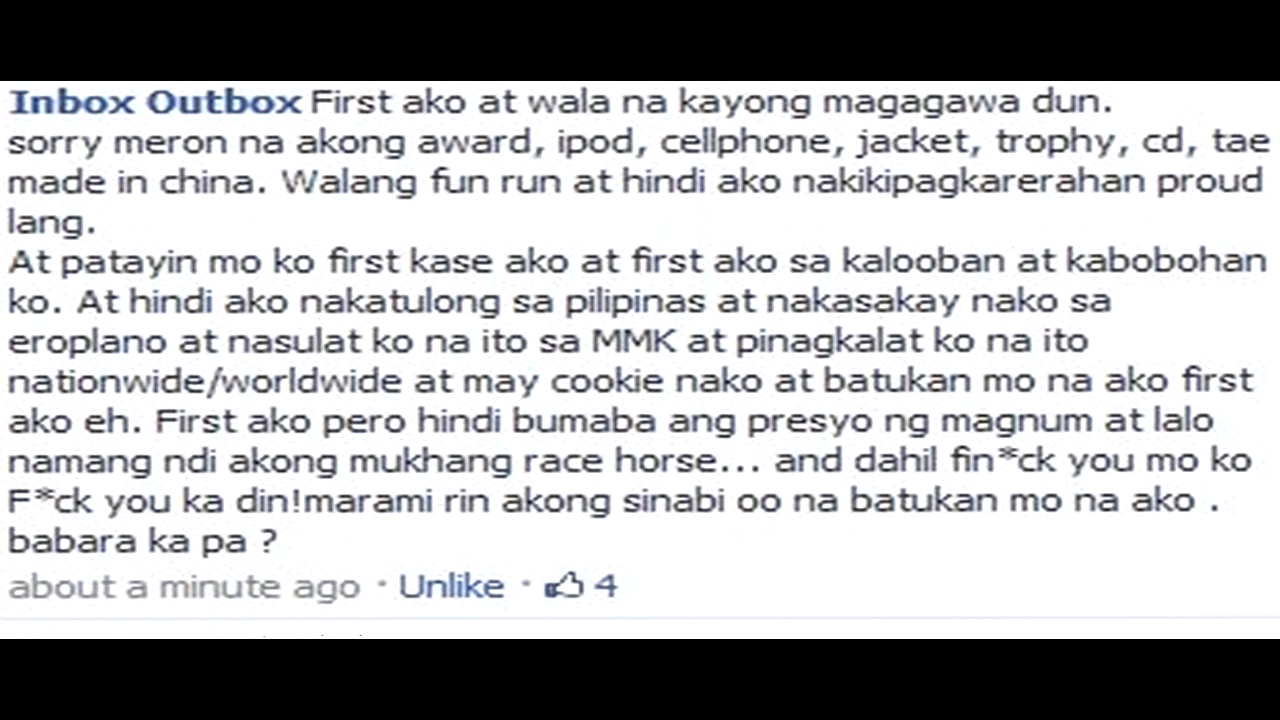 Inbox Outbox First ako at wala na kayong magagawa dun.
sorry meron na akong award, ipod, cellphone, jacket, trophy, cd, tae
made in china. Walang fun run at hindi ako nakikipagkarerahan proud
lang.
At patayin mo ko first kase ako at first ako sa kalooban at kabobohan
ko. At hindi ako nakatulong sa pilipinas at nakasakay nako sa
eroplano at nasulat ko na ito sa MMK at pinagkalat ko na ito
nationwide/worldwide at may cookie nako at batukan mo na ako first
ako eh. First ako pero hindi bumaba ang presyo ng magnum at lalo
namang ndi akong mukhang race horse... and dahil fin*ck you mo ko
F*ck you ka din!marami rin akong sinabi oo na batukan mo na ako .
babara ka pa ?
about a minute ago · Unlike · 4